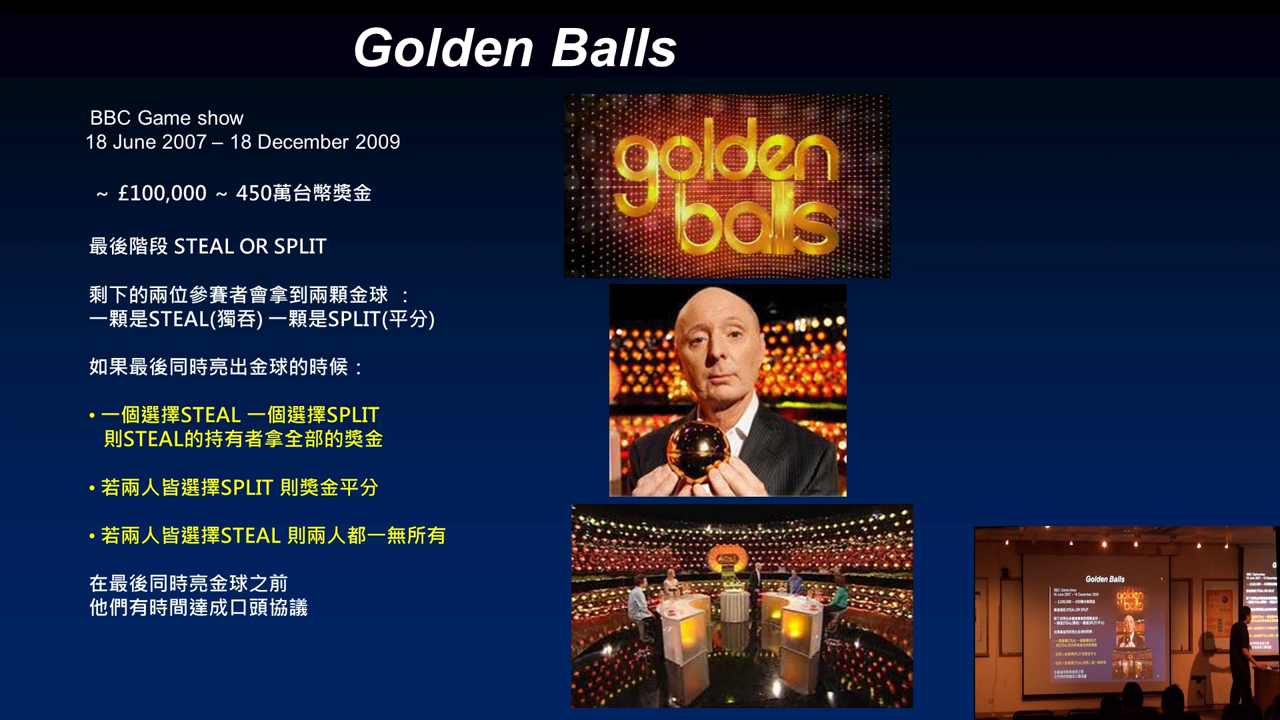 Golden Balls
BBC Game show
18 June 2007 – 18 December 2009
~ £100,000 ~ 450萬台幣獎金
最後階段 STEAL OR SPLIT
剩下的兩位參賽者會拿到兩顆金球 ：
一顆是STEAL(獨吞) 一顆是SPLIT(平分)
如果最後同時亮出金球的時候：
• 一個選擇STEAL 一個選擇SPLIT
則STEAL的持有者拿全部的獎金
• 若兩人皆選擇SPLIT 則獎金平分
• 若兩人皆選擇STEAL 則兩人都一無所有
在最後同時亮金球之前
他們有時間達成口頭協議
golden
balls
Golden Balls
golden
balls